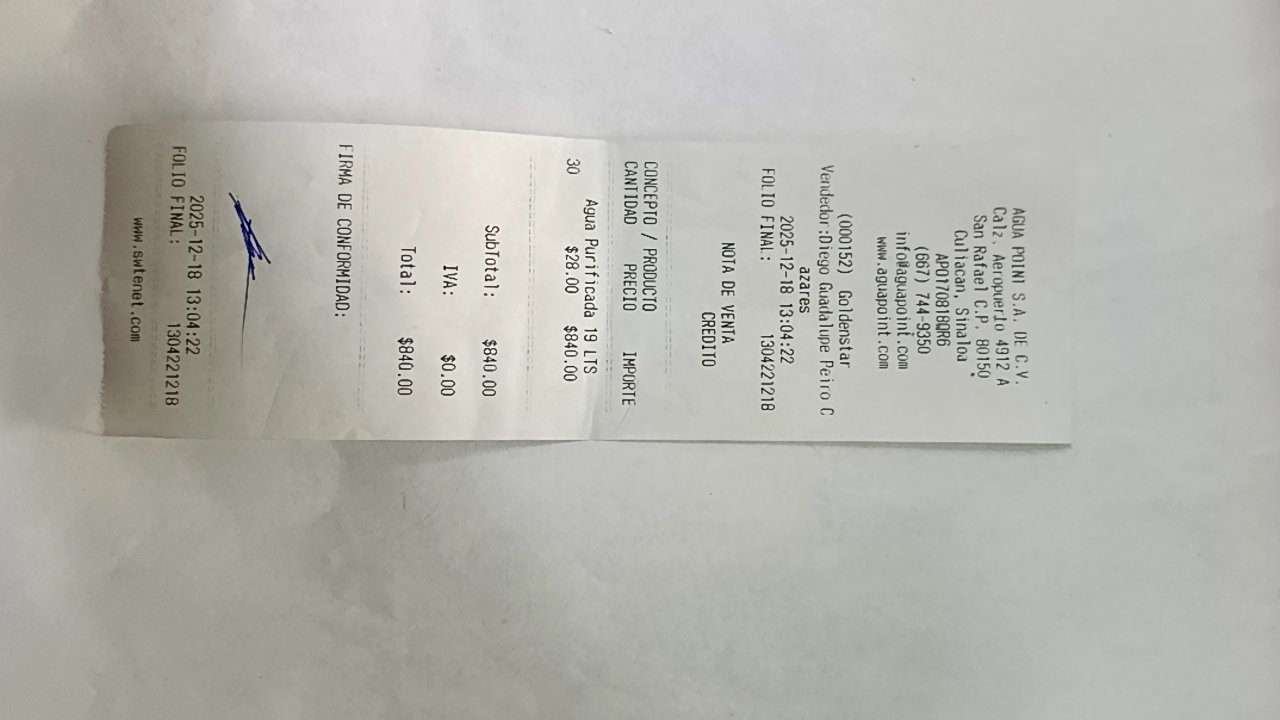 AGUA POINT S.A. DE C.V.
Calz. Aeropuerto 4912 A
San Rafael C.P. 80150
Culiacan, Sinaloa
APO170818QR6
(667) 744-9350
info@aguapoint.com
www.aguapoint.com
(000152) Goldenstar
Vendedor:Diego Guadalupe Peiro C
azares
2025-12-18 13:04:22
FOLIO FINAL: 1304221218
NOTA DE VENTA
CREDITO
CONCEPTO / PRODUCTO
CANTIDAD PRECIO IMPORTE
Agua Purificada 19 LTS
30 $28.00 $840.00
SubTotal: $840.00
IVA: $0.00
Total: $840.00
FIRMA DE CONFORMIDAD:
2025-12-18 13:04:22
FOLIO FINAL: 1304221218
www.swtenet.com